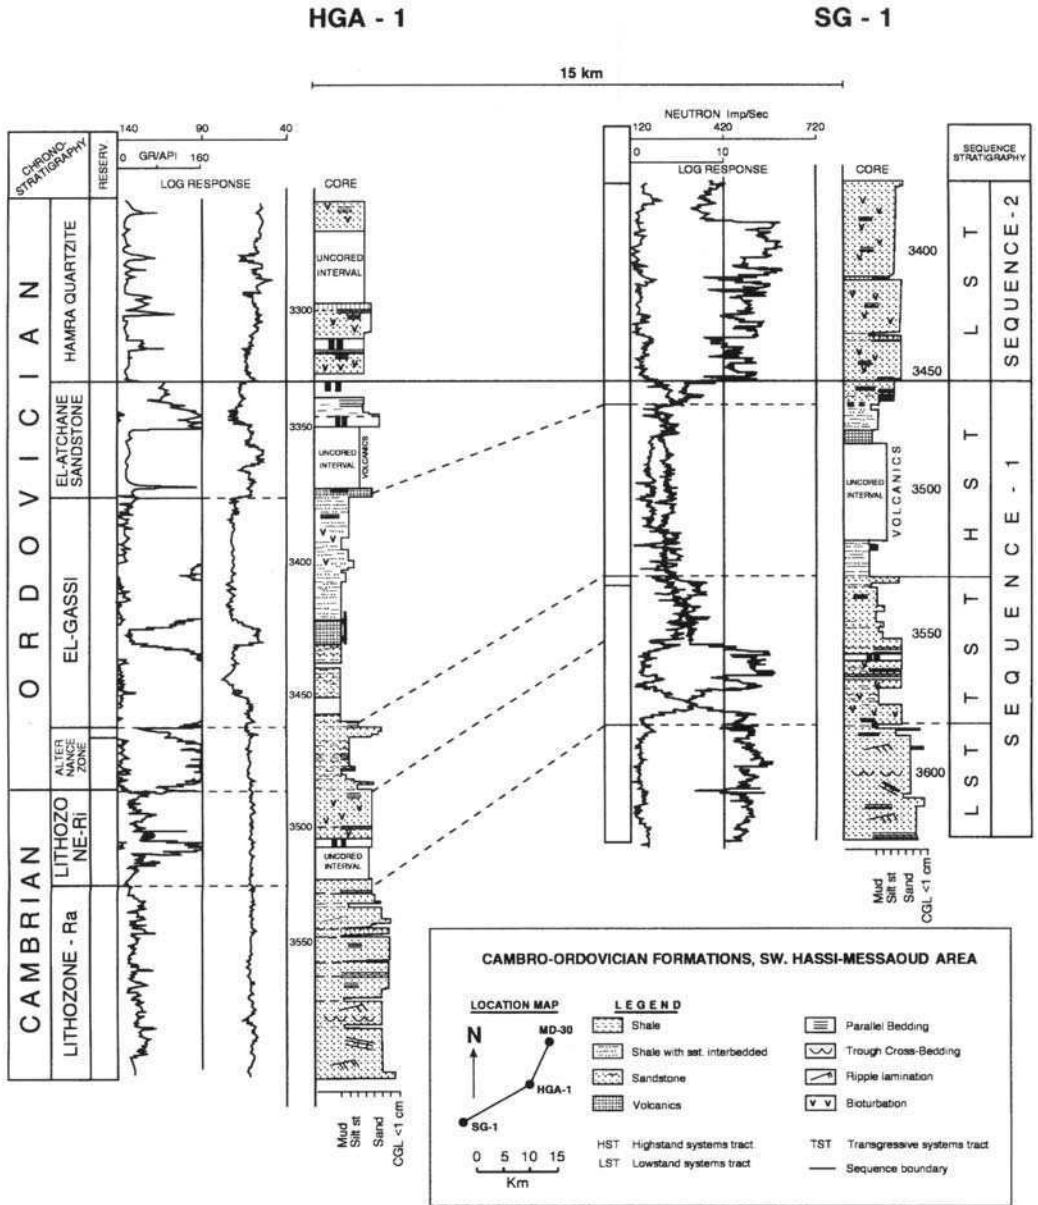 HGA - 1
SG - 1
15 km
NEUTRON Imp/Sec
140 90 40
120 420 720
CHRONO-
STRATIGRAPHY
RESERV.
0 GR/API 160
0 10
SEQUENCE
STRATIGRAPHY
LOG RESPONSE
CORE
LOG RESPONSE
CORE
ORDOVICIAN
CAMBRIAN
HAMRA QUARTZITE
EL-ATCHANE
SANDSTONE
EL-GASSI
ALTER
NANCE
ZONE
LITHOZO
NE-Ri
LITHOZONE - Ra
UNCORED
INTERVAL
UNCORED
INTERVAL
VOLCANICS
UNCORED
INTERVAL
3300
3350
3400
3450
3500
3550
Mud
Silt st
Sand
CGL <1 cm
UNCORED
INTERVAL
VOLCANICS
3400
3450
3500
3550
3600
Mud
Silt st
Sand
CGL <1 cm
LST
HST
TST
LST
SEQUENCE-2
SEQUENCE-1
CAMBRO-ORDOVICIAN FORMATIONS, SW. HASSI-MESSAOUD AREA
LOCATION MAP
N
MD-30
HGA-1
SG-1
0 5 10 15
Km
LEGEND
Shale
Shale with sst. interbedded
Sandstone
Volcanics
HST Highstand systems tract
LST Lowstand systems tract
Parallel Bedding
Trough Cross-Bedding
Ripple lamination
Bioturbation
TST Transgressive systems tract
Sequence boundary